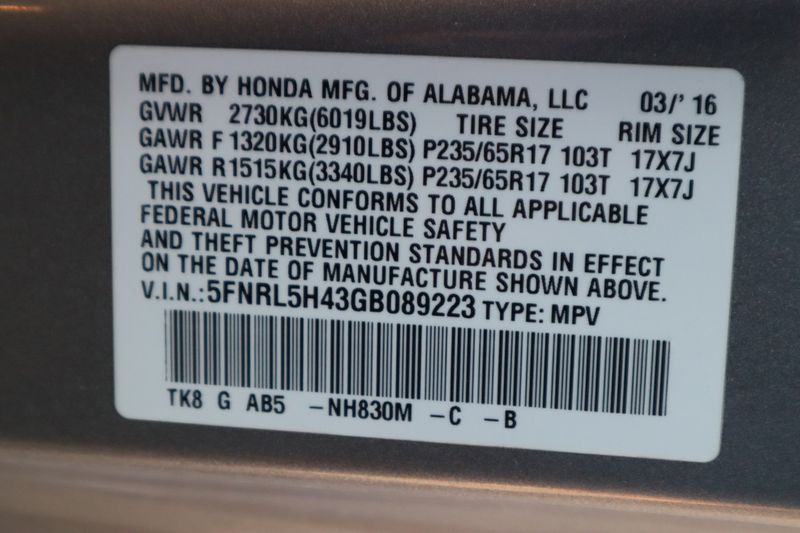 MFD. BY HONDA MFG. OF ALABAMA, LLC 03/' 16
GVWR 2730KG(6019LBS) TIRE SIZE RIM SIZE
GAWR F 1320KG(2910LBS) P235/65R17 103T 17X7J
GAWR R1515KG(3340LBS) P235/65R17 103T 17X7J
THIS VEHICLE CONFORMS TO ALL APPLICABLE
FEDERAL MOTOR VEHICLE SAFETY
AND THEFT PREVENTION STANDARDS IN EFFECT
ON THE DATE OF MANUFACTURE SHOWN ABOVE.
V.I.N.:5FNRL5H43GB089223 TYPE: MPV
TK8 G AB5 -NH830M -C -B